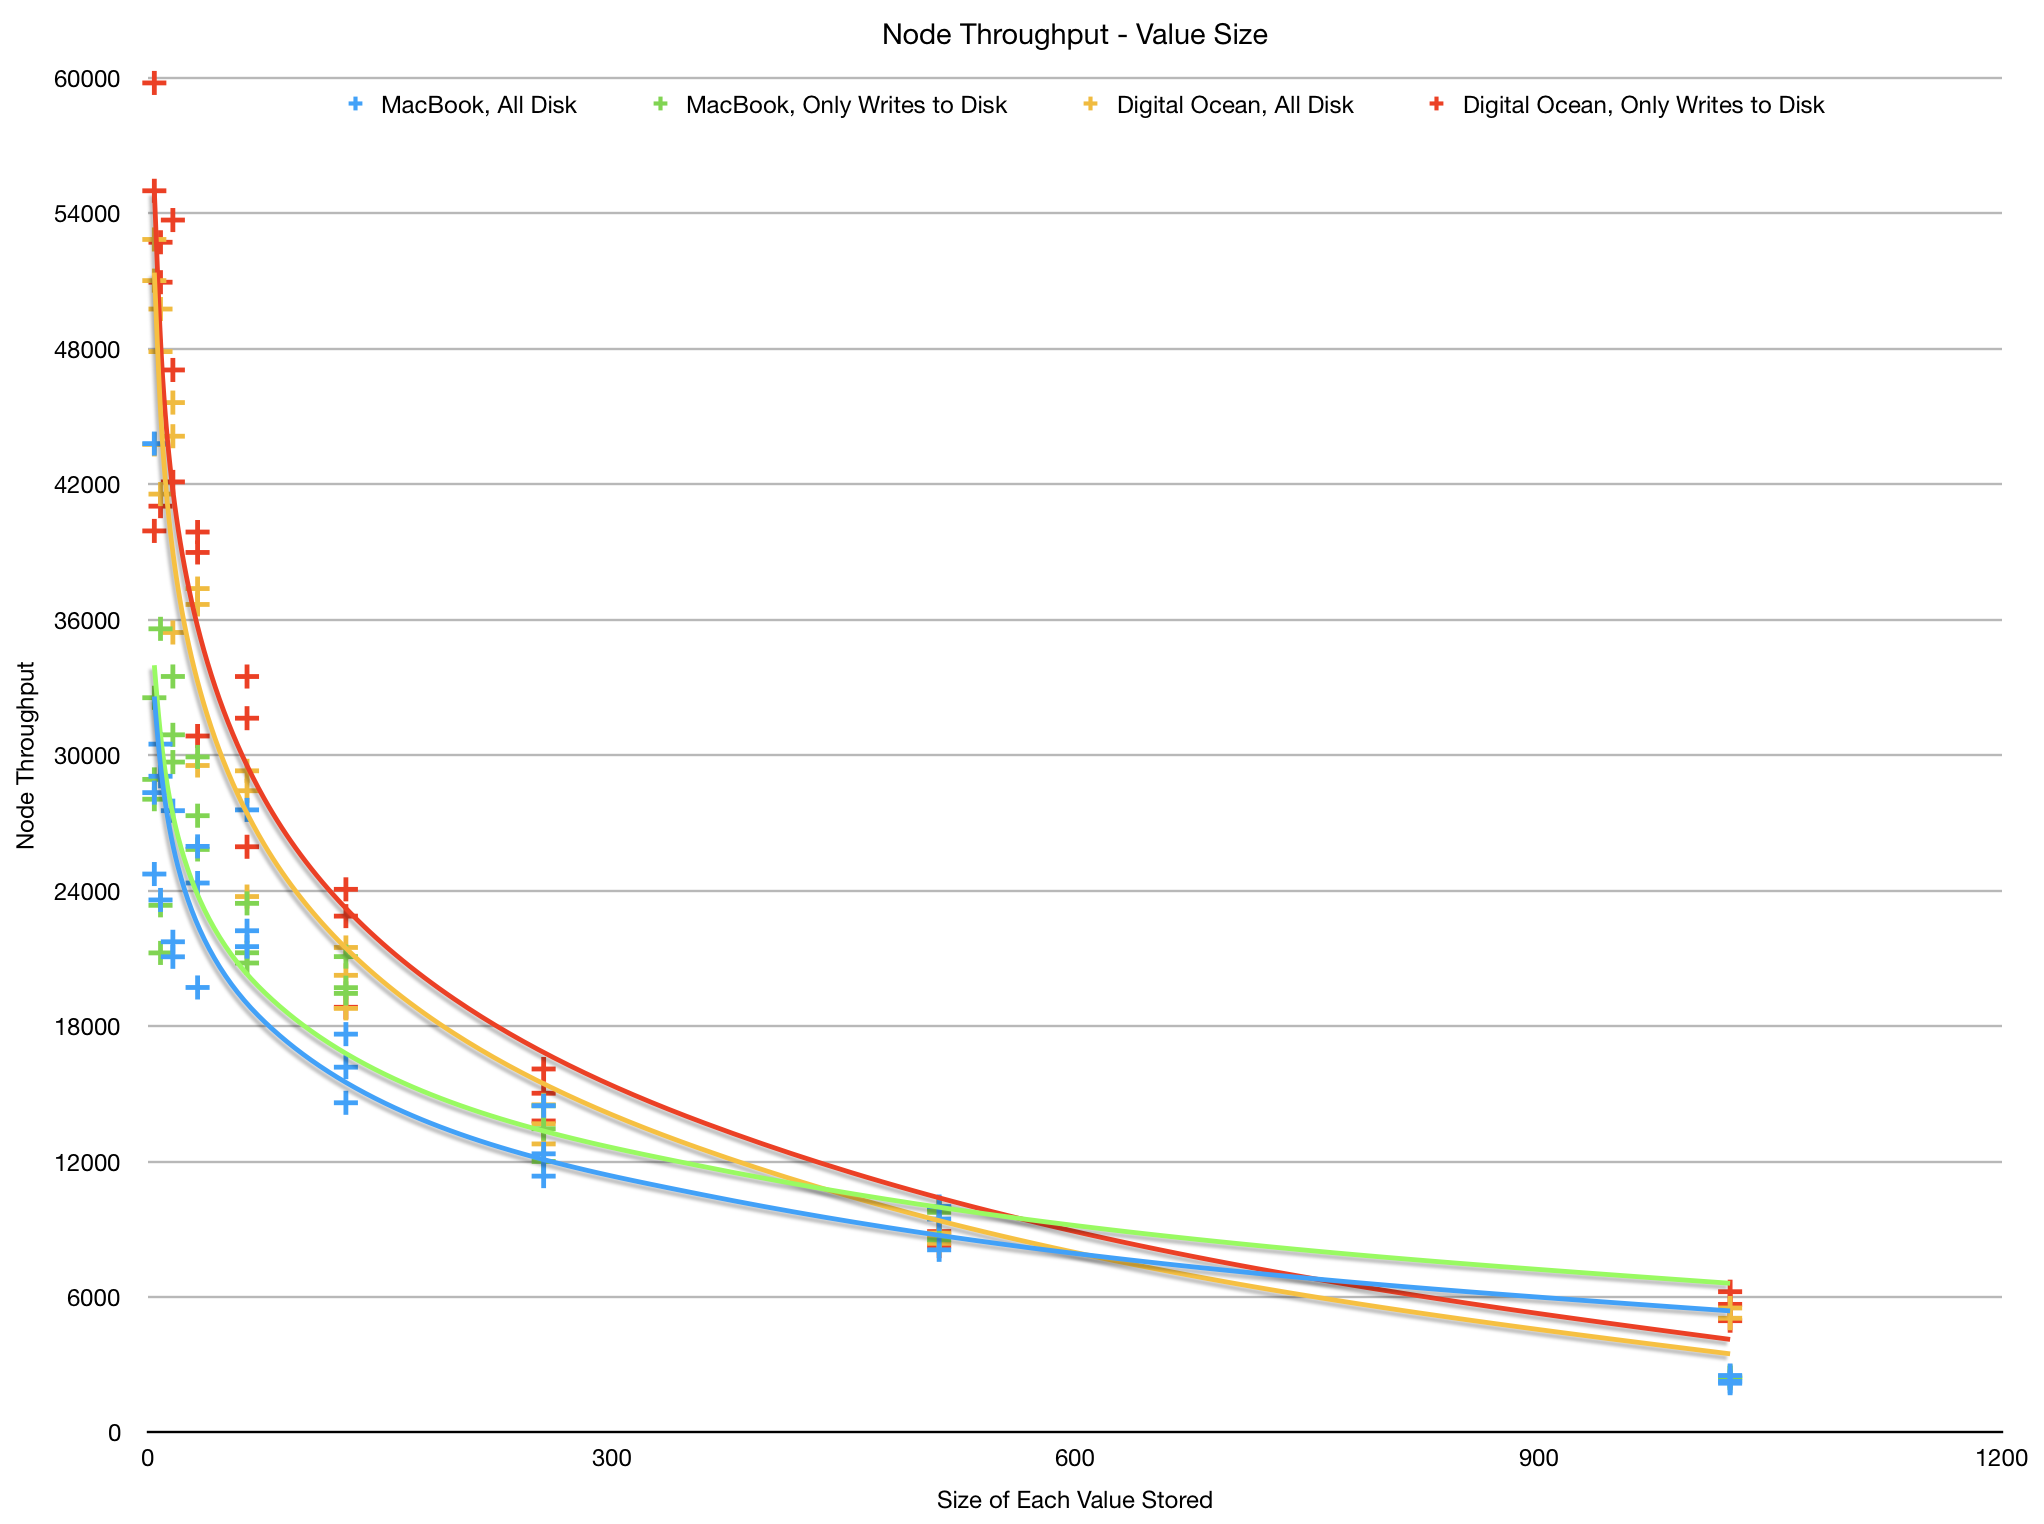 Node Throughput - Value Size
60000
MacBook, All Disk
MacBook, Only Writes to Disk
Digital Ocean, All Disk
Digital Ocean, Only Writes to Disk
54000
48000
42000
36000
30000
24000
18000
12000
6000
0
Node Throughput
0
300
600
900
1200
Size of Each Value Stored